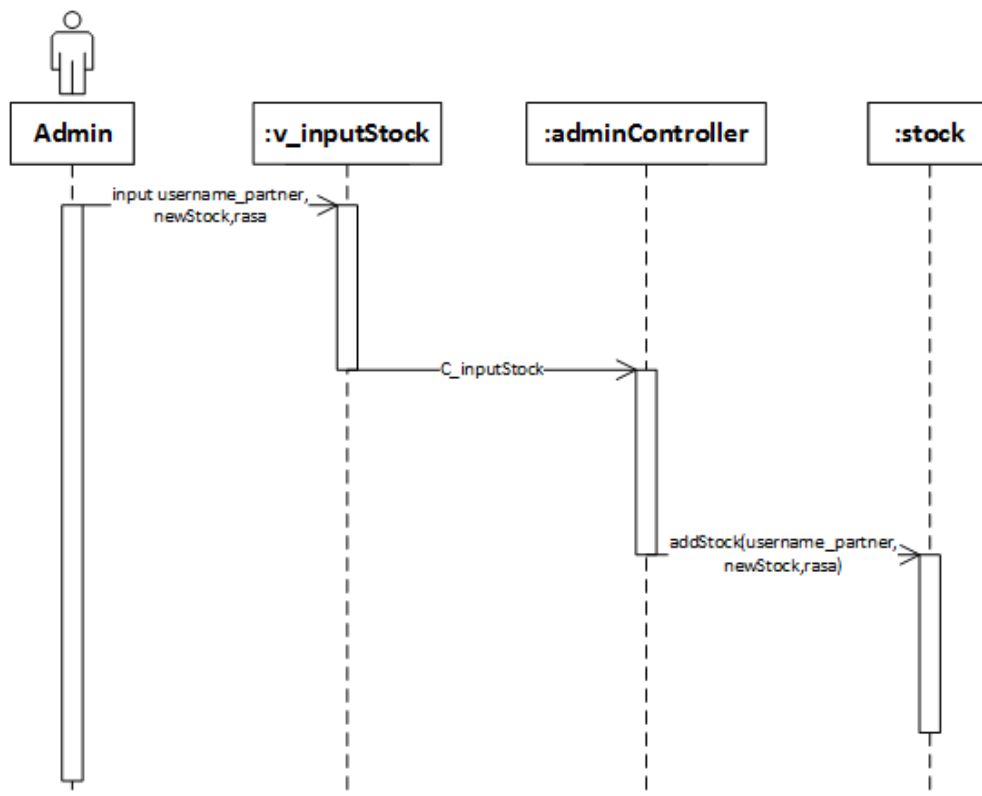 Admin
:v_inputStock
:adminController
:stock
input username_partner,
newStock,rasa
C_inputStock
addStock(username_partner,
newStock,rasa)